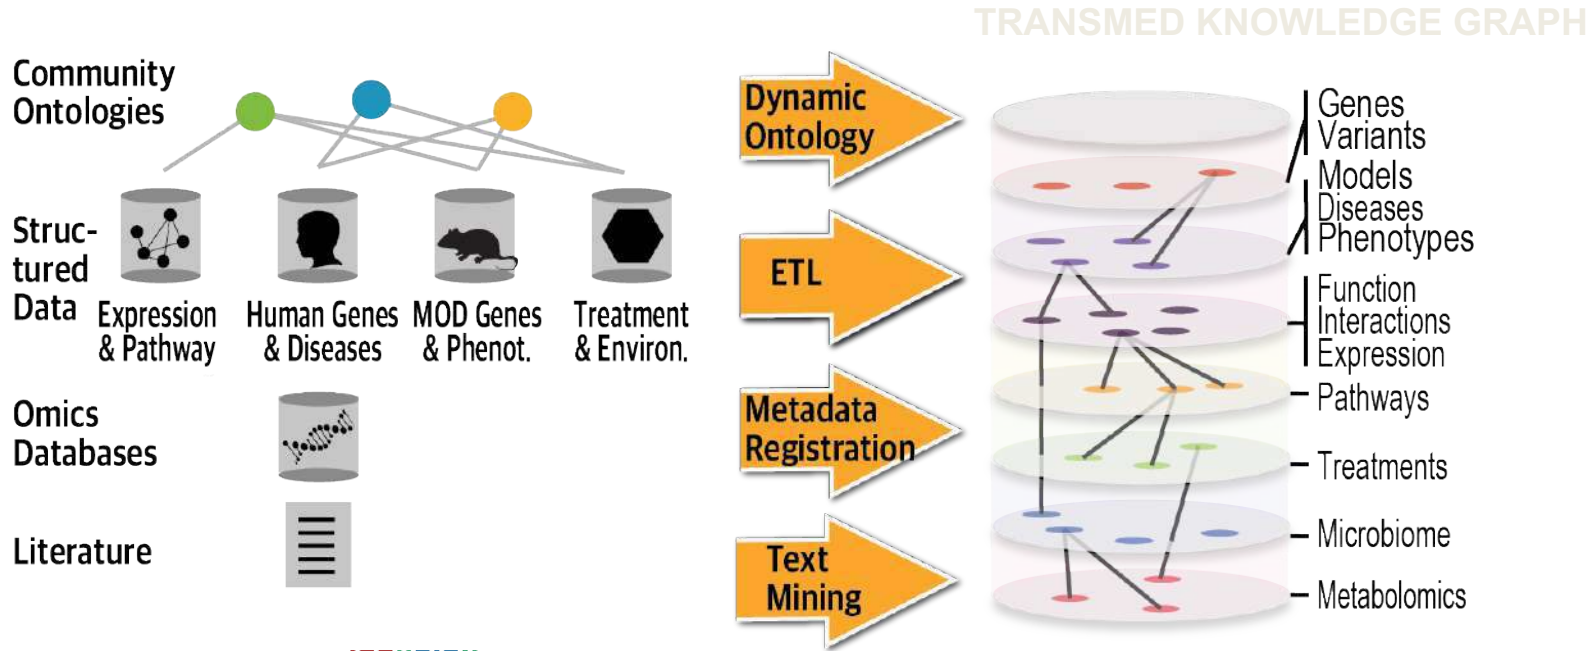 TRANSMED KNOWLEDGE GRAPH
Community
Ontologies
Struc-
tured
Data
Expression
& Pathway
Human Genes
& Diseases
MOD Genes
& Phenot.
Treatment
& Environ.
Omics
Databases
Literature
Dynamic
Ontology
ETL
Metadata
Registration
Text
Mining
Genes
Variants
Models
Diseases
Phenotypes
Function
Interactions
Expression
Pathways
Treatments
Microbiome
Metabolomics